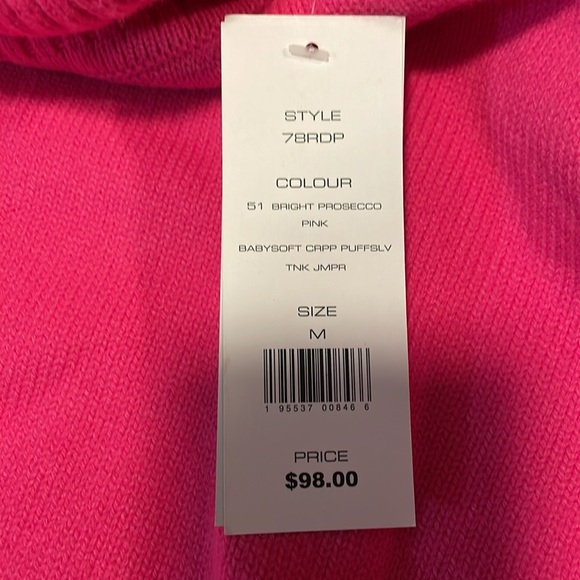 STYLE
78RDP
COLOUR
51 BRIGHT PROSECCO
PINK
BABYSOFT CRPP PUFFSLV
TNK JMPR
SIZE
M
1 95537 00846 6
PRICE
$98.00